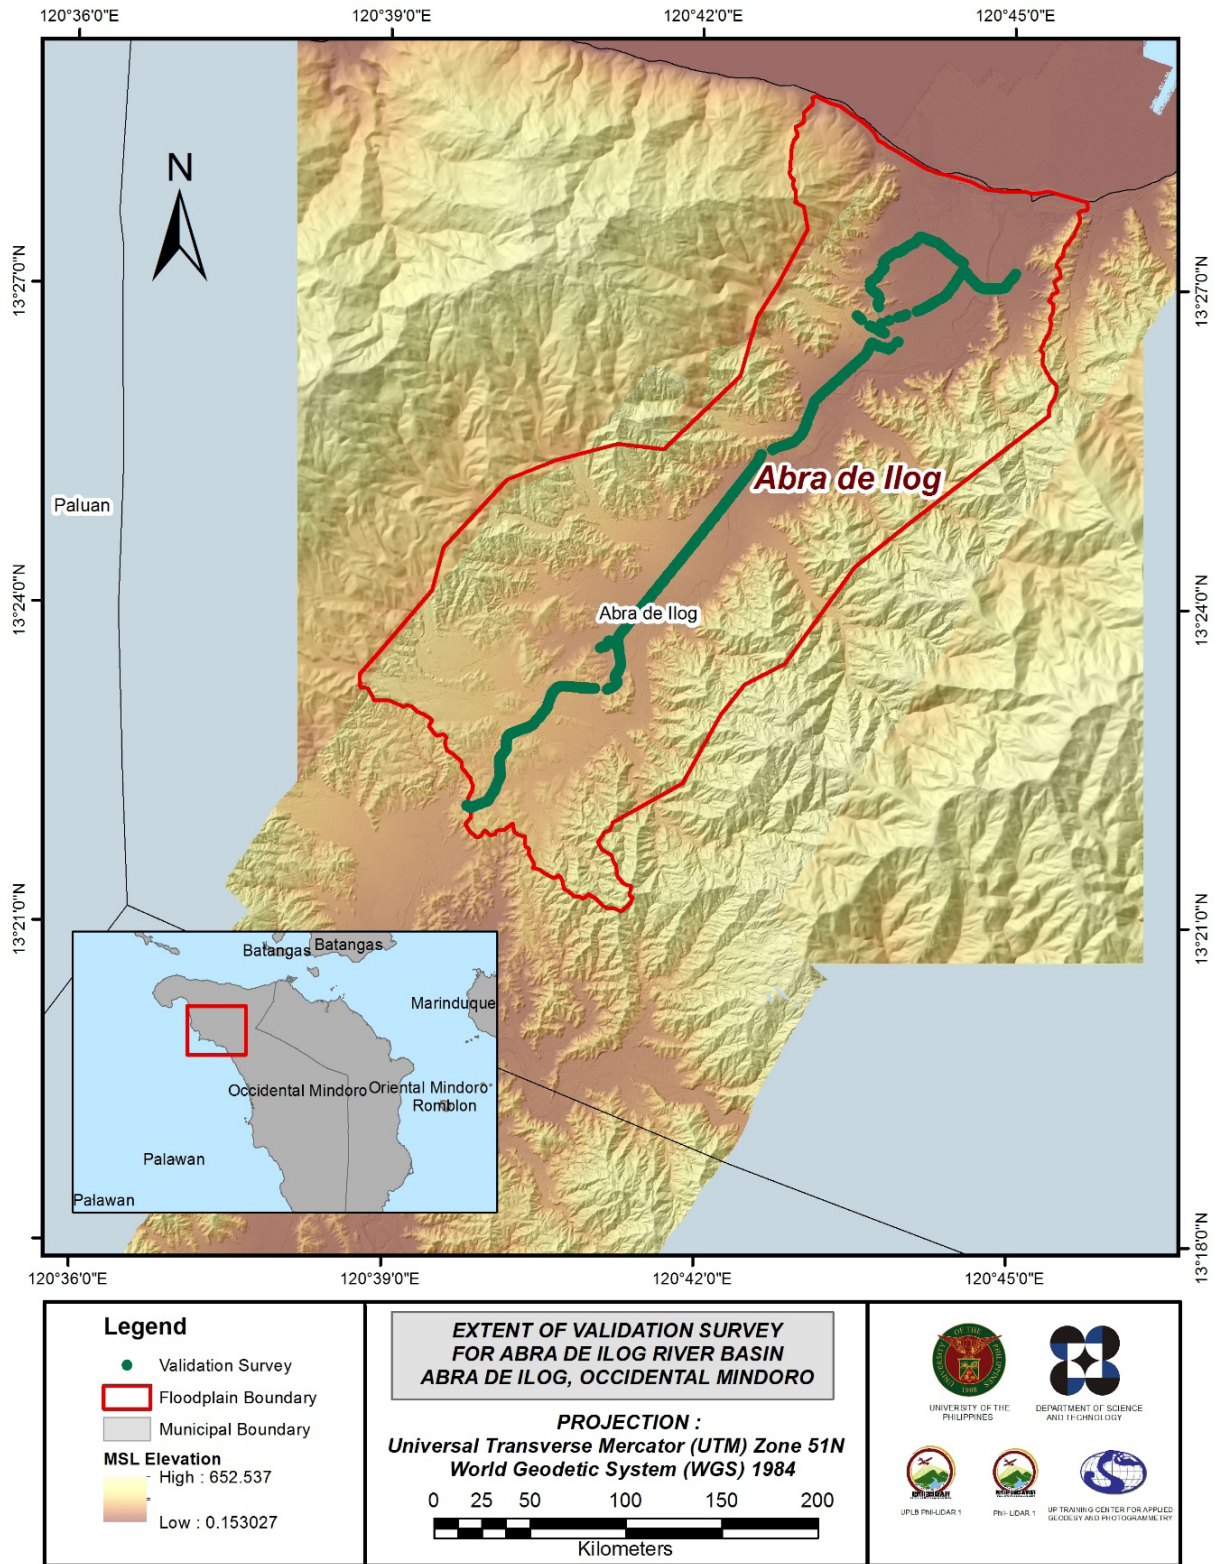 120°36'0"E 120°39'0"E 120°42'0"E 120°45'0"E
N
13°27'0"N
13°27'0"N
Abra de Ilog
Paluan
13°24'0"N
13°24'0"N
Abra de Ilog
13°21'0"N
13°21'0"N
Batangas
Batangas
Marinduque
Occidental Mindoro
Oriental Mindoro
Romblon
Palawan
Palawan
13°18'0"N
120°36'0"E 120°39'0"E 120°42'0"E 120°45'0"E
Legend
Validation Survey
Floodplain Boundary
Municipal Boundary
MSL Elevation
High : 652.537
Low : 0.153027
EXTENT OF VALIDATION SURVEY
FOR ABRA DE ILOG RIVER BASIN
ABRA DE ILOG, OCCIDENTAL MINDORO
PROJECTION :
Universal Transverse Mercator (UTM) Zone 51N
World Geodetic System (WGS) 1984
0 25 50 100 150 200
Kilometers
UNIVERSITY OF THE PHILIPPINES
1908
UNIVERSITY OF THE
PHILIPPINES
DEPARTMENT OF SCIENCE
AND TECHNOLOGY
UPLB PHil-LIDAR 1
PHil- LIDAR 1
UP TRAINING CENTER FOR APPLIED
GEODESY AND PHOTOGRAMMETRY